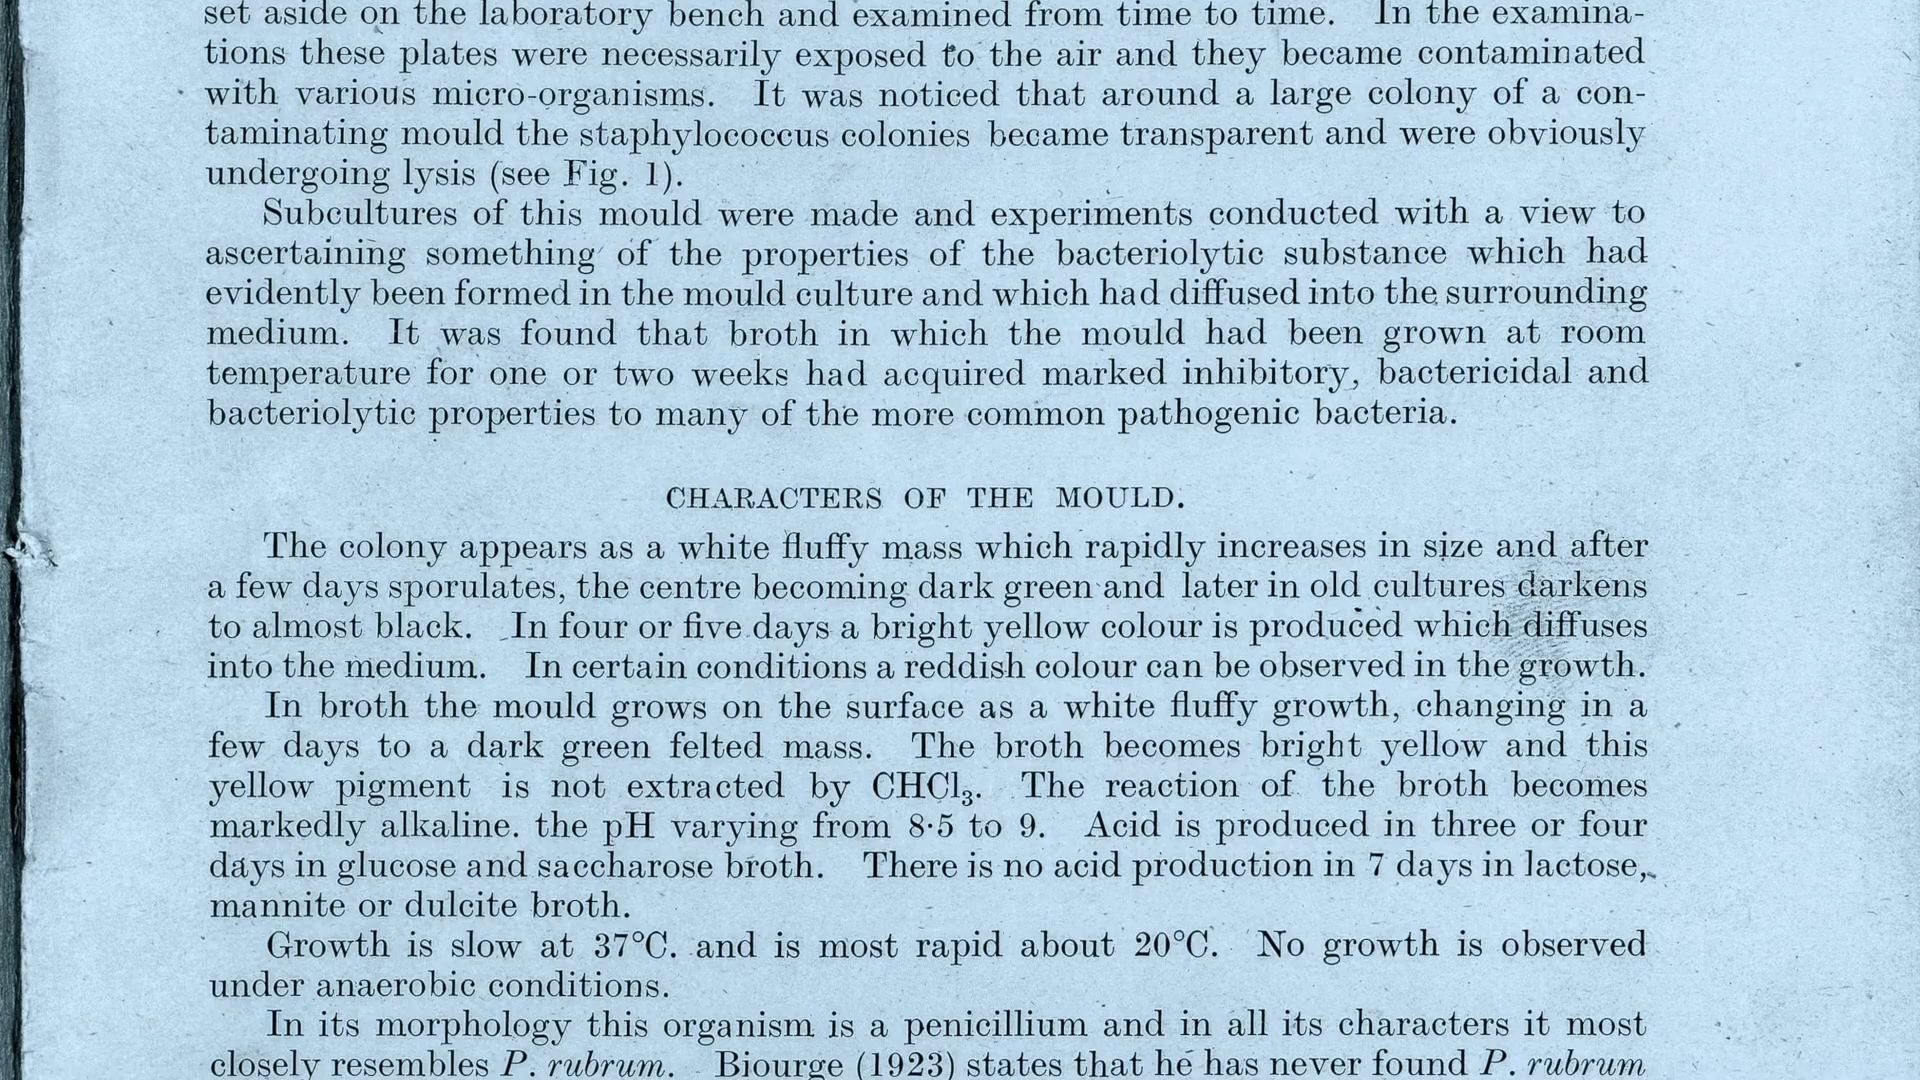 set aside on the laboratory bench and examined from time to time. In the examina-
tions these plates were necessarily exposed to the air and they became contaminated
with various micro-organisms. It was noticed that around a large colony of a con-
taminating mould the staphylococcus colonies became transparent and were obviously
undergoing lysis (see Fig. 1).
Subcultures of this mould were made and experiments conducted with a view to
ascertaining something of the properties of the bacteriolytic substance which had
evidently been formed in the mould culture and which had diffused into the surrounding
medium. It was found that broth in which the mould had been grown at room
temperature for one or two weeks had acquired marked inhibitory, bactericidal and
bacteriolytic properties to many of the more common pathogenic bacteria.
CHARACTERS OF THE MOULD.
The colony appears as a white fluffy mass which rapidly increases in size and after
a few days sporulates, the centre becoming dark green and later in old cultures darkens
to almost black. In four or five days a bright yellow colour is produced which diffuses
into the medium. In certain conditions a reddish colour can be observed in the growth.
In broth the mould grows on the surface as a white fluffy growth, changing in a
few days to a dark green felted mass. The broth becomes bright yellow and this
yellow pigment is not extracted by CHCl₃. The reaction of the broth becomes
markedly alkaline. the pH varying from 8·5 to 9. Acid is produced in three or four
days in glucose and saccharose broth. There is no acid production in 7 days in lactose,
mannite or dulcite broth.
Growth is slow at 37°C. and is most rapid about 20°C. No growth is observed
under anaerobic conditions.
In its morphology this organism is a penicillium and in all its characters it most
closely resembles P. rubrum. Biourge (1923) states that he has never found P. rubrum